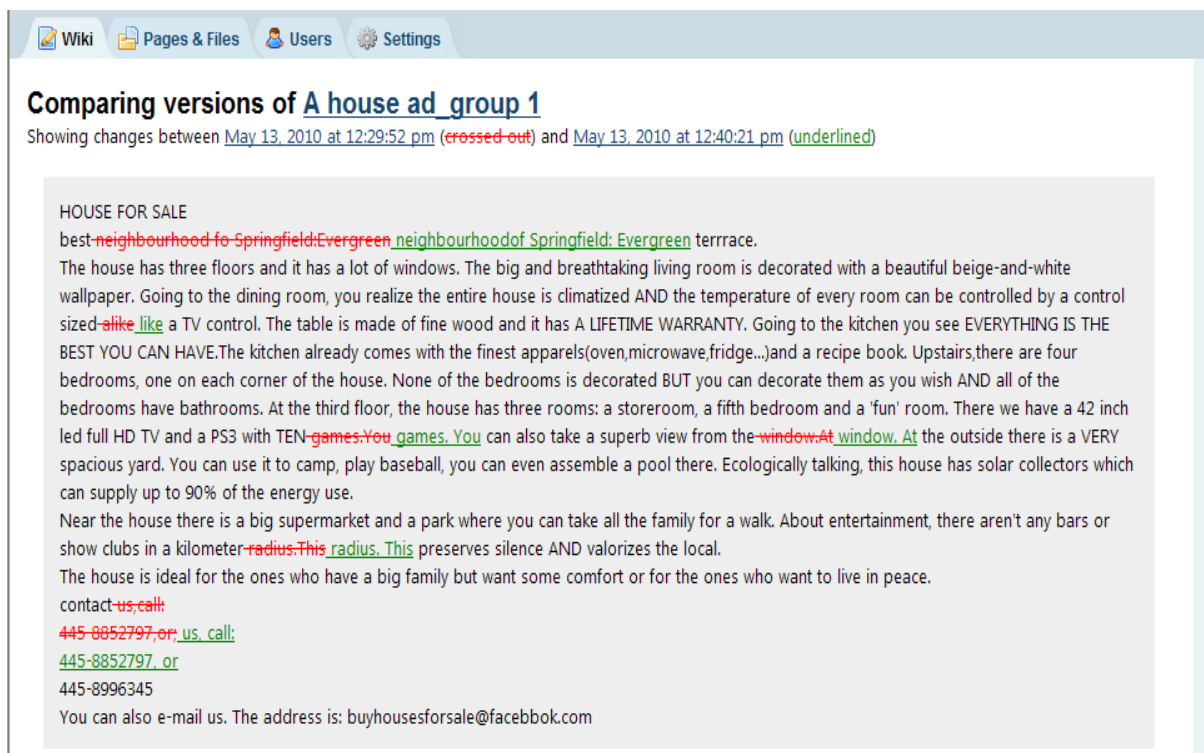 Wiki Pages & Files Users Settings
Comparing versions of A house ad_group 1
Showing changes between May 13, 2010 at 12:29:52 pm (crossed out) and May 13, 2010 at 12:40:21 pm (underlined)
HOUSE FOR SALE
best neighbourhood fo Springfield:Evergreen neighbourhoodof Springfield: Evergreen terrrace.
The house has three floors and it has a lot of windows. The big and breathtaking living room is decorated with a beautiful beige-and-white
wallpaper. Going to the dining room, you realize the entire house is climatized AND the temperature of every room can be controlled by a control
sized alike like a TV control. The table is made of fine wood and it has A LIFETIME WARRANTY. Going to the kitchen you see EVERYTHING IS THE
BEST YOU CAN HAVE.The kitchen already comes with the finest apparels(oven,microwave,fridge...)and a recipe book. Upstairs,there are four
bedrooms, one on each corner of the house. None of the bedrooms is decorated BUT you can decorate them as you wish AND all of the
bedrooms have bathrooms. At the third floor, the house has three rooms: a storeroom, a fifth bedroom and a 'fun' room. There we have a 42 inch
led full HD TV and a PS3 with TEN games.You games. You can also take a superb view from the window.At window. At the outside there is a VERY
spacious yard. You can use it to camp, play baseball, you can even assemble a pool there. Ecologically talking, this house has solar collectors which
can supply up to 90% of the energy use.
Near the house there is a big supermarket and a park where you can take all the family for a walk. About entertainment, there aren't any bars or
show clubs in a kilometer radius.This radius. This preserves silence AND valorizes the local.
The house is ideal for the ones who have a big family but want some comfort or for the ones who want to live in peace.
contact us,call:
445-8852797,or; us, call:
445-8852797, or
445-8996345
You can also e-mail us. The address is: buyhousesforsale@facebbok.com